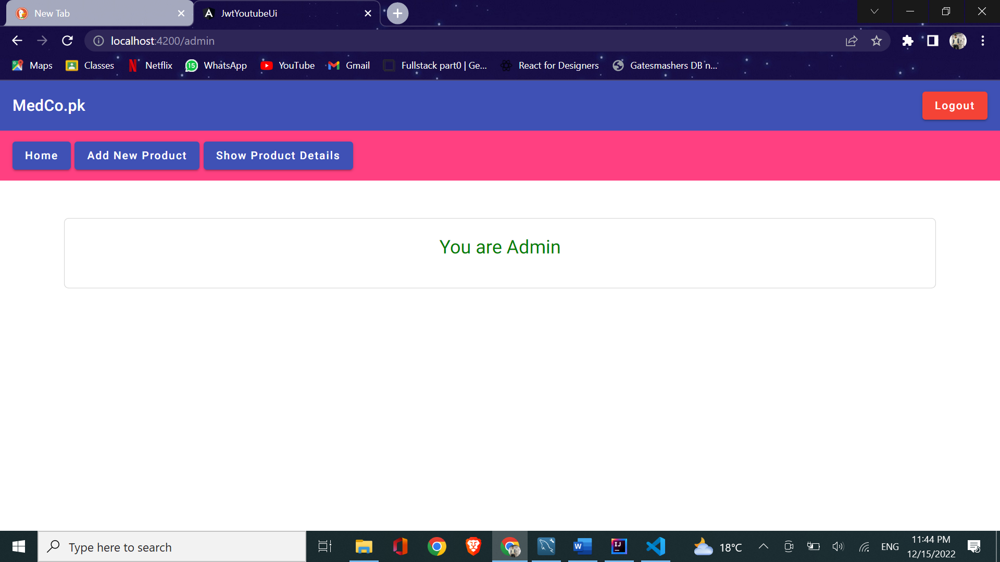 New Tab
JwtYoutubeUi
localhost:4200/admin
Maps
Classes
Netflix
15
WhatsApp
YouTube
Gmail
Fullstack part0 | Ge...
React for Designers
Gatesmashers DB n...
MedCo.pk
Logout
Home
Add New Product
Show Product Details
You are Admin
Type here to search
W
IJ
18°C
ENG
11:44 PM
12/15/2022